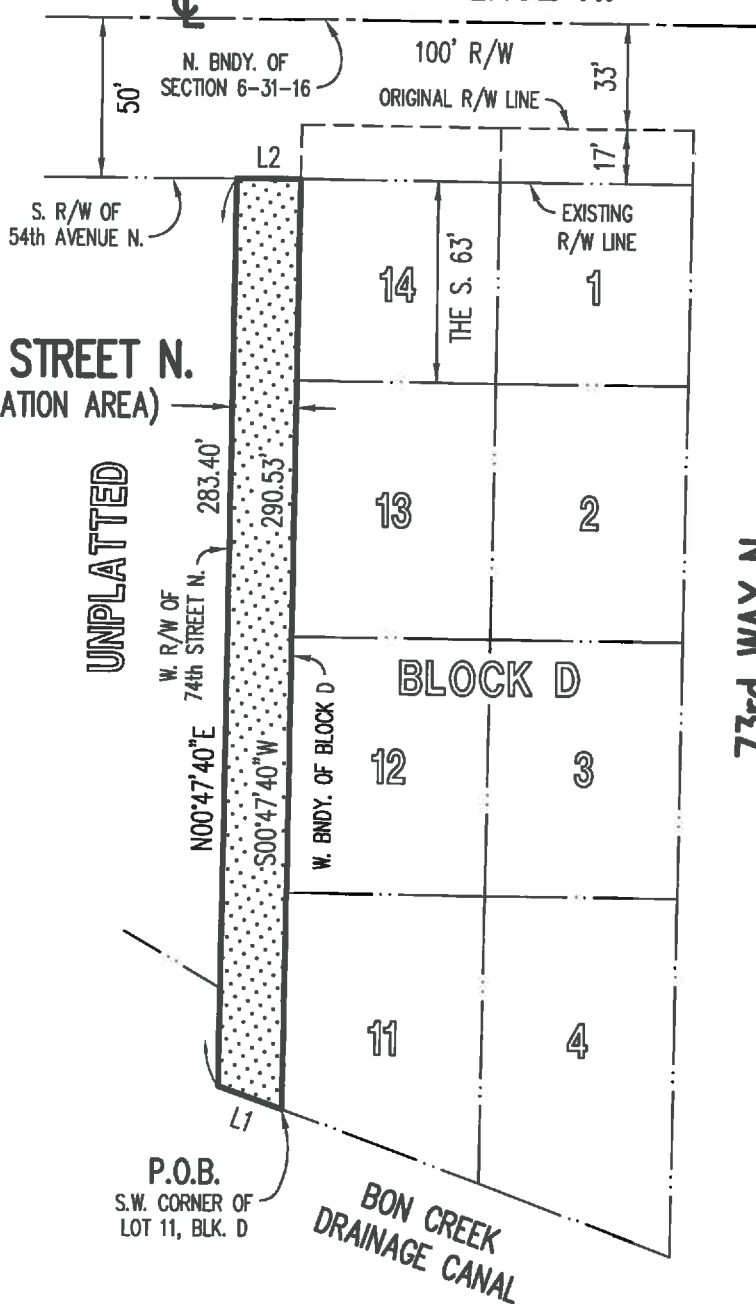 ℄
50'
N. BNDY. OF
SECTION 6-31-16
100' R/W
33'
ORIGINAL R/W LINE
17'
L2
S. R/W OF
54th AVENUE N.
EXISTING
R/W LINE
14
THE S. 63'
1
STREET N.
ATION AREA)
UNPLATTED
283.40'
290.53'
13
2
W. R/W OF
74th STREET N.
BLOCK D
N00°47'40"E
S00°47'40"W
W. BNDY. OF BLOCK D
12
3
73rd WAY N.
11
4
L1
P.O.B.
S.W. CORNER OF
LOT 11, BLK. D
BON CREEK
DRAINAGE CANAL